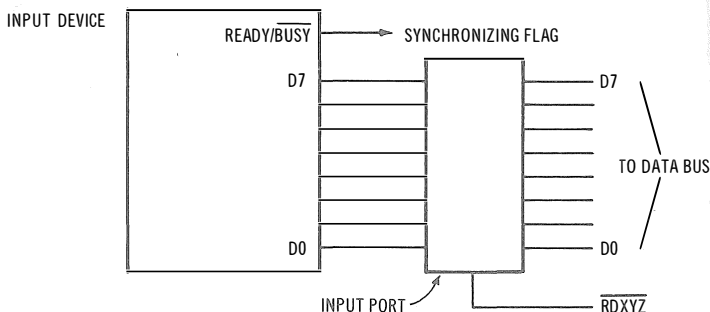 INPUT DEVICE
READY/BUSY
SYNCHRONIZING FLAG
D7
D7
TO DATA BUS
D0
D0
INPUT PORT
RDXYZ